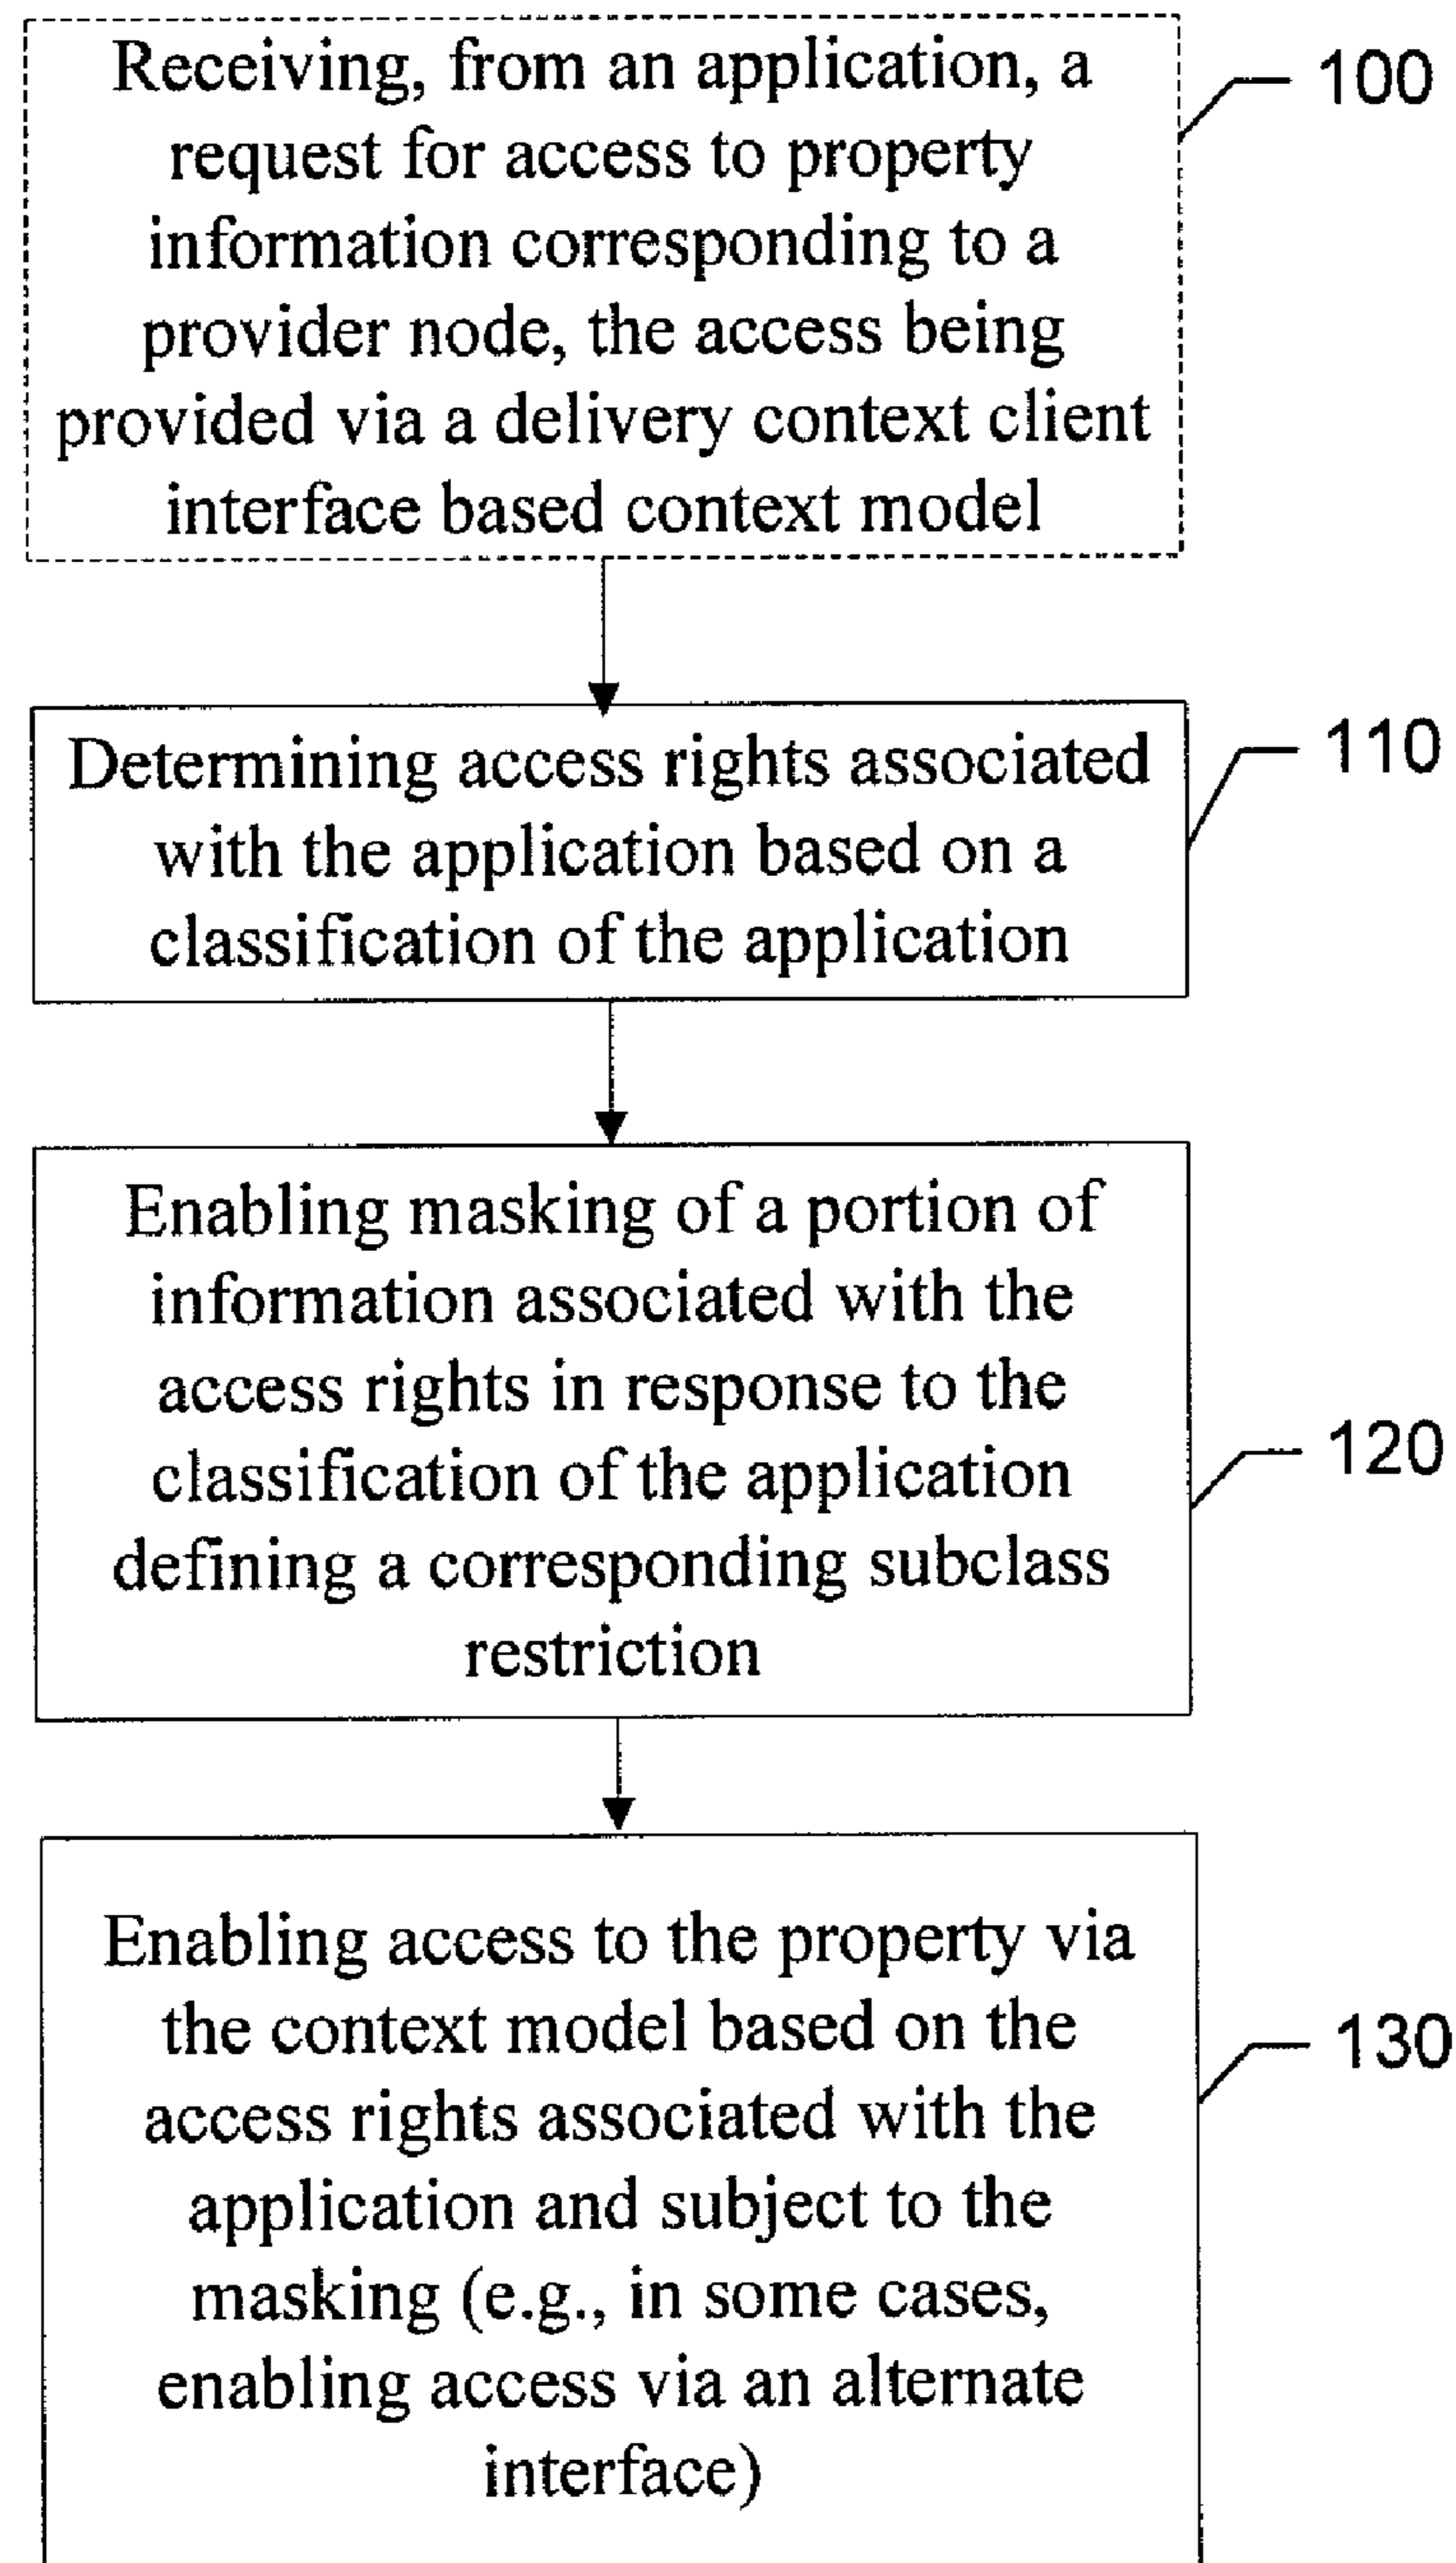 Receiving, from an application, a
request for access to property
information corresponding to a
provider node, the access being
provided via a delivery context client
interface based context model
100
Determining access rights associated
with the application based on a
classification of the application
110
Enabling masking of a portion of
information associated with the
access rights in response to the
classification of the application
defining a corresponding subclass
restriction
120
Enabling access to the property via
the context model based on the
access rights associated with the
application and subject to the
masking (e.g., in some cases,
enabling access via an alternate
interface)
130